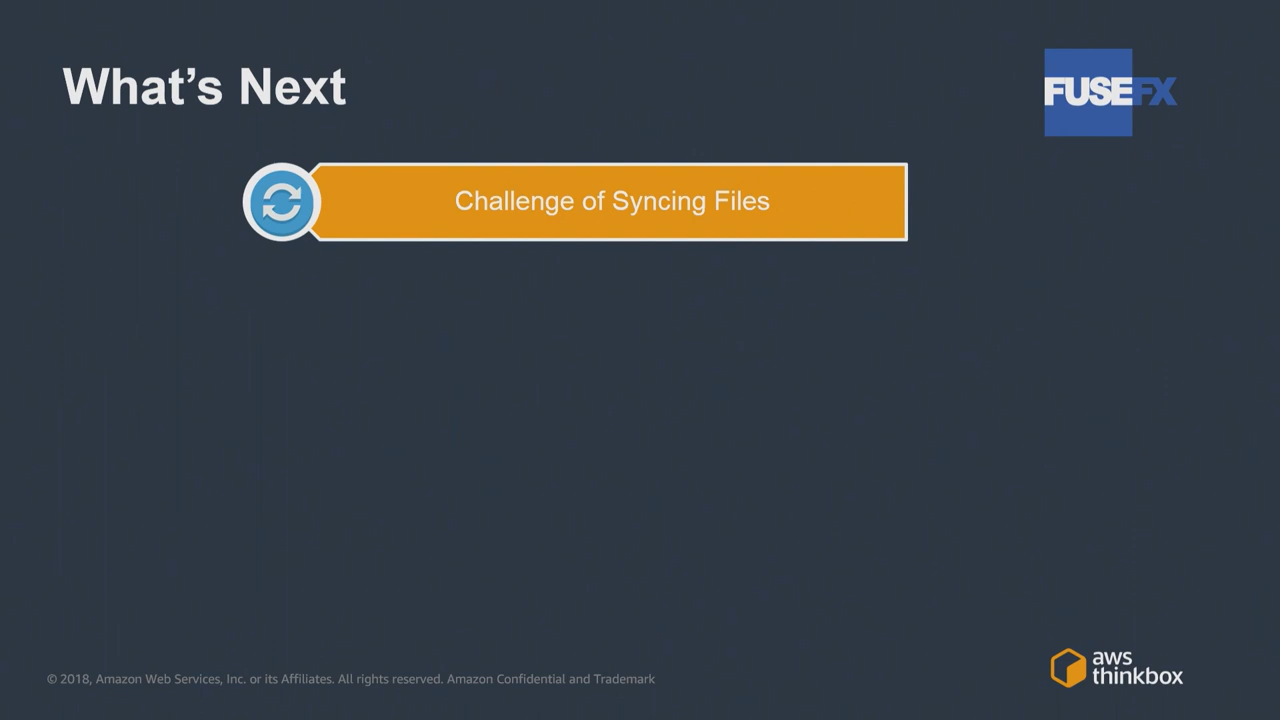 What's Next
FUSEFX
Challenge of Syncing Files
© 2018, Amazon Web Services, Inc. or its Affiliates. All rights reserved. Amazon Confidential and Trademark
aws
thinkbox